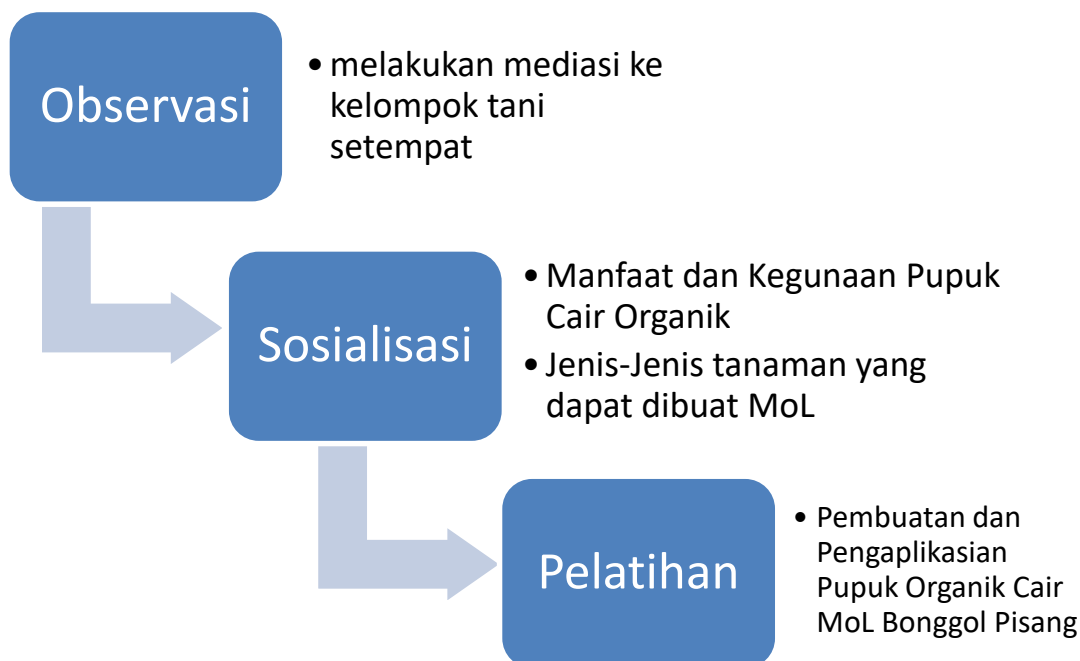 Observasi
• melakukan mediasi ke
kelompok tani
setempat
Sosialisasi
• Manfaat dan Kegunaan Pupuk
Cair Organik
• Jenis-Jenis tanaman yang
dapat dibuat MoL
Pelatihan
• Pembuatan dan
Pengaplikasian
Pupuk Organik Cair
MoL Bonggol Pisang